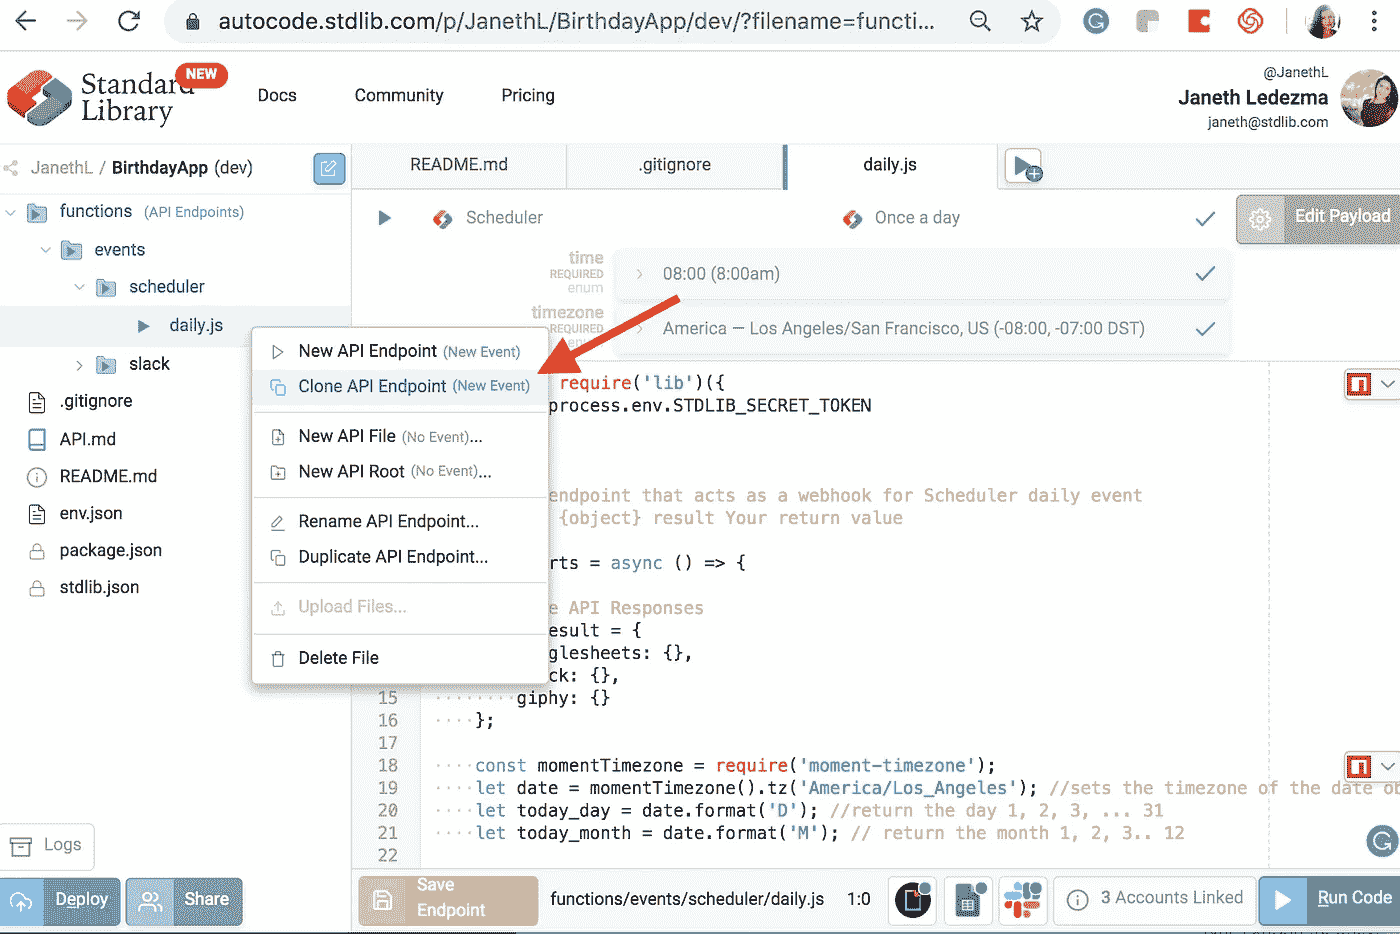 autocode.stdlib.com/p/JanethL/BirthdayApp/dev/?filename=functi...
Standard Library
NEW
Docs
Community
Pricing
@JanethL
Janeth Ledezma
janeth@stdlib.com
JanethL / BirthdayApp (dev)
README.md
.gitignore
daily.js
functions (API Endpoints)
events
scheduler
daily.js
slack
.gitignore
API.md
README.md
env.json
package.json
stdlib.json
Scheduler
Once a day
Edit Payload
time
REQUIRED
enum
08:00 (8:00am)
timezone
REQUIRED
America – Los Angeles/San Francisco, US (-08:00, -07:00 DST)
New API Endpoint (New Event)
Clone API Endpoint (New Event)
New API File (No Event)...
New API Root (No Event)...
Rename API Endpoint...
Duplicate API Endpoint...
Upload Files...
Delete File
require('lib')({
process.env.STDLIB_SECRET_TOKEN
endpoint that acts as a webhook for Scheduler daily event
{object} result Your return value
rts = async () => {
e API Responses
esult = {
glesheets: {},
ck: {},
15 giphy: {}
16 };
17
18 const momentTimezone = require('moment-timezone');
19 let date = momentTimezone().tz('America/Los_Angeles'); //sets the timezone of the date ob
20 let today_day = date.format('D'); //return the day 1, 2, 3, ... 31
21 let today_month = date.format('M'); // return the month 1, 2, 3.. 12
22
Logs
Deploy
Share
Save Endpoint
functions/events/scheduler/daily.js
1:0
3 Accounts Linked
Run Code